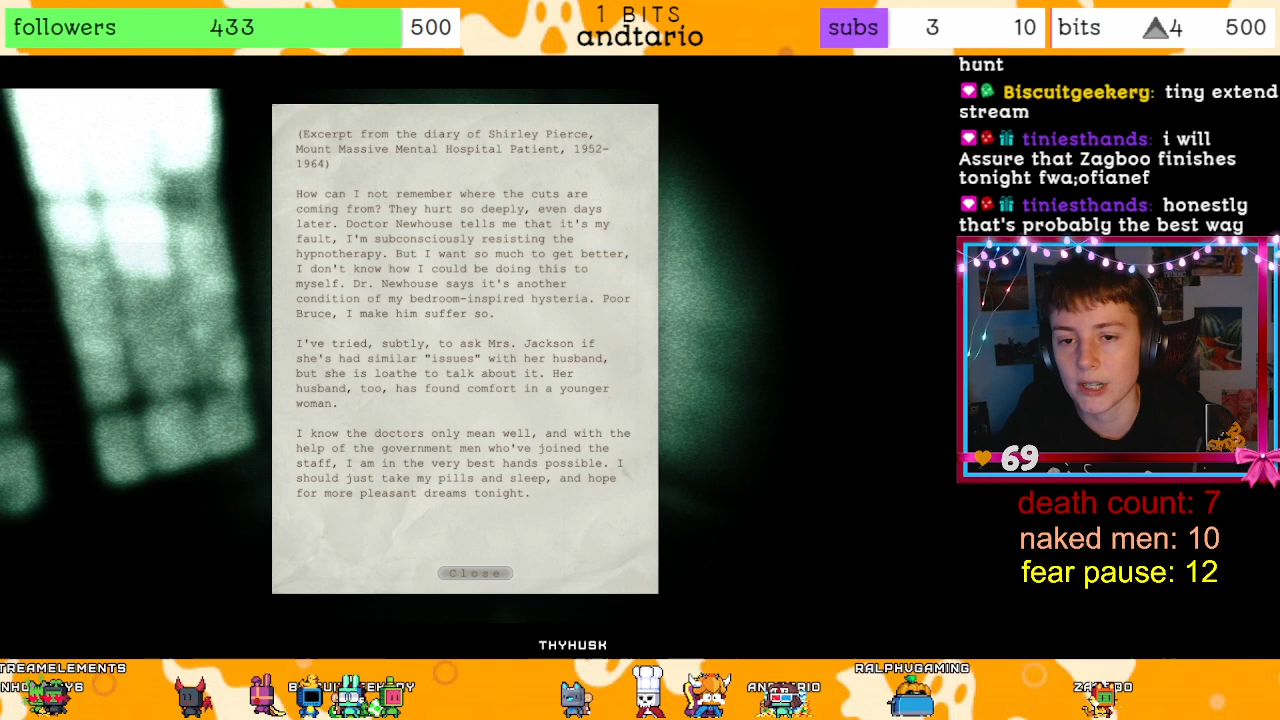 followers 433 500
1 BITS
andtario
subs 3 10
bits 4 500
hunt
Biscuitgeekery: tiny extend
stream
tiniesthands: i will
Assure that Zagboo finishes
tonight fwa;ofianef
tiniesthands: honestly
that's probably the best way
(Excerpt from the diary of Shirley Pierce,
Mount Massive Mental Hospital Patient, 1952-
1964)
How can I not remember where the cuts are
coming from? They hurt so deeply, even days
later. Doctor Newhouse tells me that it's my
fault, I'm subconsciously resisting the
hypnotherapy. But I want so much to get better,
I don't know how I could be doing this to
myself. Dr. Newhouse says it's another
condition of my bedroom-inspired hysteria. Poor
Bruce, I make him suffer so.
I've tried, subtly, to ask Mrs. Jackson if
she's had similar "issues" with her husband,
but she is loathe to talk about it. Her
husband, too, has found comfort in a younger
woman.
I know the doctors only mean well, and with the
help of the government men who've joined the
staff, I am in the very best hands possible. I
should just take my pills and sleep, and hope
for more pleasant dreams tonight.
Close
69
death count: 7
naked men: 10
fear pause: 12
THYHUSK
TREAMELEMENTS
RALPHVGAMING